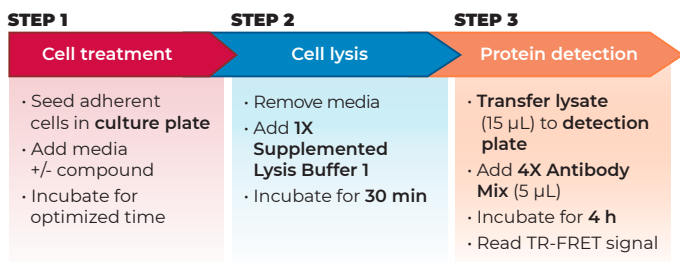 STEP 1
Cell treatment
· Seed adherent
cells in culture plate
· Add media
+/- compound
· Incubate for
optimized time
STEP 2
Cell lysis
· Remove media
· Add 1X
Supplemented
Lysis Buffer 1
· Incubate for 30 min
STEP 3
Protein detection
· Transfer lysate
(15 µL) to detection
plate
· Add 4X Antibody
Mix (5 µL)
· Incubate for 4 h
· Read TR-FRET signal